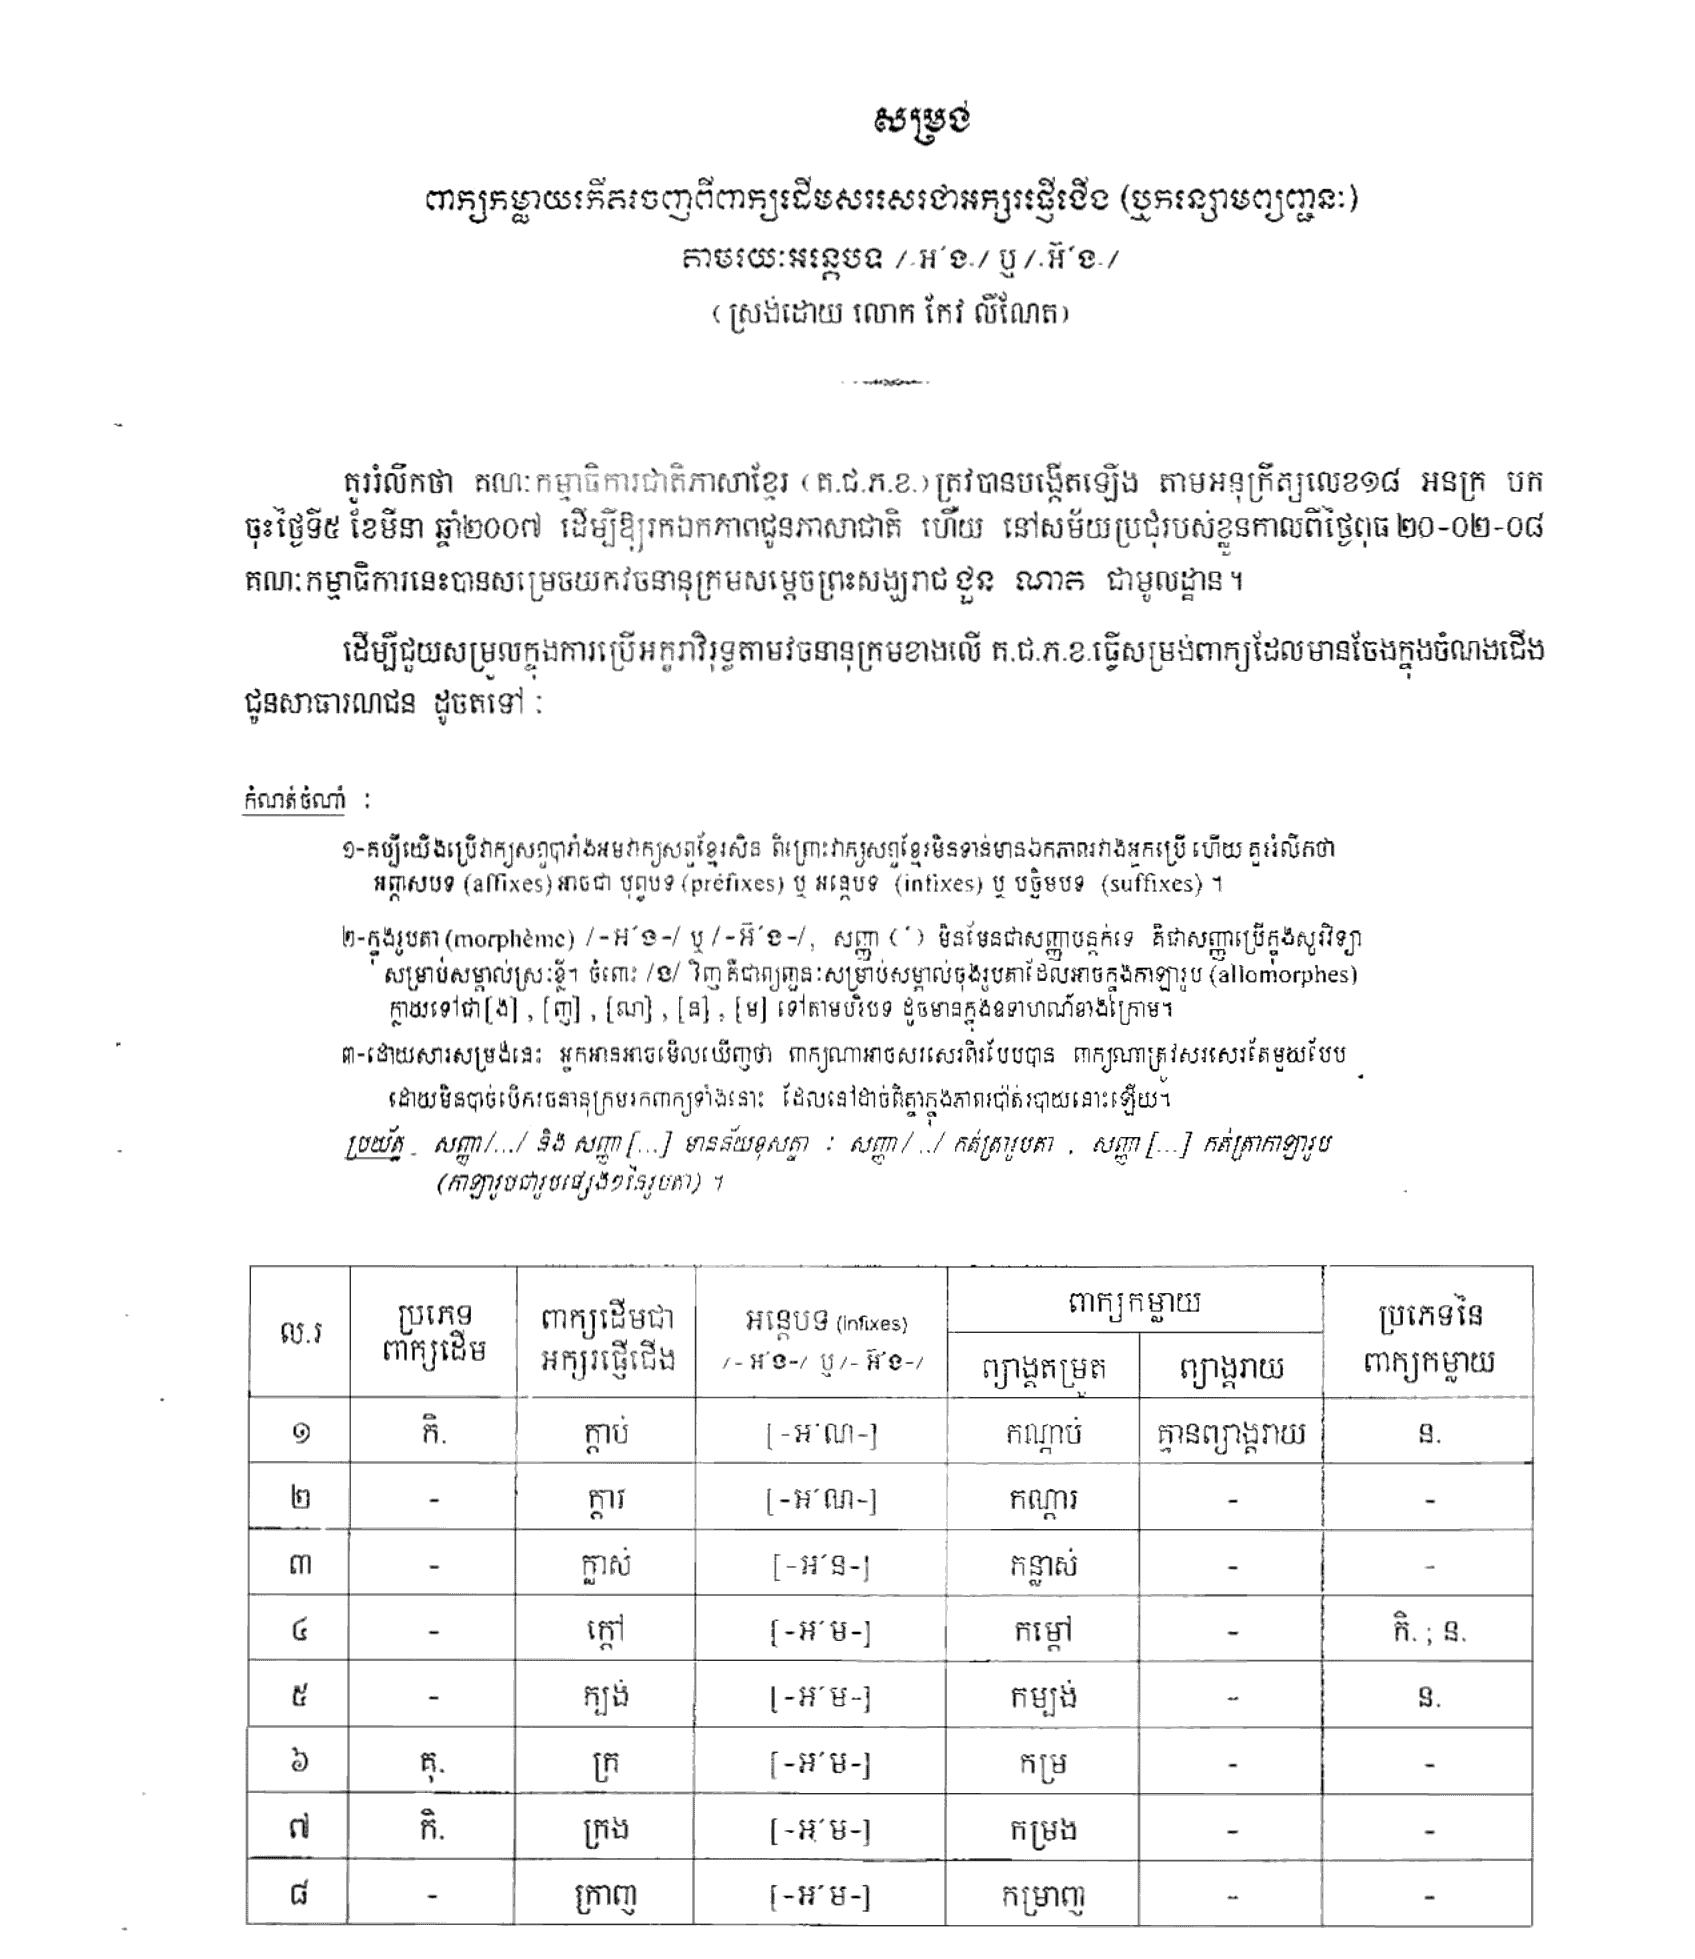 សម្រង់
ពាក្យកម្លាយកើតចេញពីពាក្យដើមសរសេរជាអក្សរផ្ញើជើង (ឬកន្សោមព្យញ្ជនៈ)
តាមរយៈអន្តេបទ /-អ៎ង-/ ឬ /-អ៊៎ង-/
(ស្រង់ដោយ លោក កែវ លីណែត)
គួររំលឹកថា គណៈកម្មាធិការជាតិភាសាខ្មែរ (គ.ជ.ភ.ខ.) ត្រូវបានបង្កើតឡើង តាមអនុក្រឹត្យលេខ១៨ អនក្រ បក
ចុះថ្ងៃទី៥ ខែមីនា ឆ្នាំ២០០៧ ដើម្បីឱ្យរកឯកភាពជូនភាសាជាតិ ហើយ នៅសម័យប្រជុំរបស់ខ្លួនកាលពីថ្ងៃពុធ ២០-០២-០៨
គណៈកម្មាធិការនេះបានសម្រេចយកវចនានុក្រមសម្តេចព្រះសង្ឃរាជ ជួន ណាត ជាមូលដ្ឋាន ។
ដើម្បីជួយសម្រួលក្នុងការប្រើអក្ខរាវិរុទ្ធតាមវចនានុក្រមខាងលើ គ.ជ.ភ.ខ.ធ្វើសម្រង់ពាក្យដែលមានចែងក្នុងចំណងជើង
ជូនសាធារណជន ដូចតទៅ :
កំណត់ចំណាំ :
១-គប្បីយើងប្រើវាក្យសព្ទបារាំងអមវាក្យសព្ទខ្មែរសិន ពីព្រោះវាក្យសព្ទខ្មែរមិនទាន់មានឯកភាពរវាងអ្នកប្រើ ហើយ គួររំលឹកថា
អព្ភាសបទ (affixes) អាចជា បុព្វបទ (préfixes) ឬ អន្តេបទ (infixes) ឬ បច្ឆិមបទ (suffixes) ។
២-ក្នុងរូបតា (morphème) /-អ៎ង-/ ឬ /-អ៊៎ង-/, សញ្ញា ( ៎ ) មិនមែនជាសញ្ញាបន្តក់ទេ គឺជាសញ្ញាប្រើក្នុងសូរវិទ្យា
សម្រាប់សម្គាល់ស្រៈខ្លី។ ចំពោះ /ង/ វិញ គឺជាព្យញ្ជនៈសម្រាប់សម្គាល់ចុងរូបតាដែលអាចក្នុងកាឡារូប (allomorphes)
ក្លាយទៅជា [ង] , [ញ] , [ណ] , [ន] , [ម] ទៅតាមបរិបទ ដូចមានក្នុងឧទាហរណ៍ខាងក្រោម។
៣-ដោយសារសម្រង់នេះ អ្នកអានអាចមើលឃើញថា ពាក្យណាអាចសរសេរពីរបែបបាន ពាក្យណាត្រូវសរសេរតែមួយបែប
ដោយមិនបាច់បើកវចនានុក្រមរកពាក្យទាំងនោះ ដែលនៅដាច់ពីគ្នាក្នុងភាពរប៉ាត់របាយនោះឡើយ។
ប្រយ័ត្ន - សញ្ញា /.../ និង សញ្ញា [...] មានន័យខុសគ្នា : សញ្ញា /.../ កត់ត្រារូបតា , សញ្ញា [...] កត់ត្រាកាឡារូប
(កាឡារូបជារូបផ្សេងៗនៃរូបតា) ។
ល.រ ប្រភេទ ពាក្យដើម ពាក្យដើមជា អក្សរផ្ញើជើង អន្តេបទ (infixes) /-អ៎ង-/ ឬ /-អ៊៎ង-/ ពាក្យកម្លាយ ព្យាង្គតម្រួត ព្យាង្គរាយ ប្រភេទនៃ ពាក្យកម្លាយ
១ កិ. ក្តាប់ [-អ៎ណ-] កណ្តាប់ គ្មានព្យាង្គរាយ ន.
២ - ក្តារ [-អ៎ណ-] កណ្តារ - -
៣ - ក្លាស់ [-អ៎ន-] កន្លាស់ - -
៤ - ក្តៅ [-អ៎ម-] កម្តៅ - កិ. ; ន.
៥ - ក្បង់ [-អ៎ម-] កម្បង់ - ន.
៦ គុ. ក្រ [-អ៎ម-] កម្រ - -
៧ កិ. ក្រង [-អ៎ម-] កម្រង - -
៨ - ក្រាញ [-អ៎ម-] កម្រាញ - -